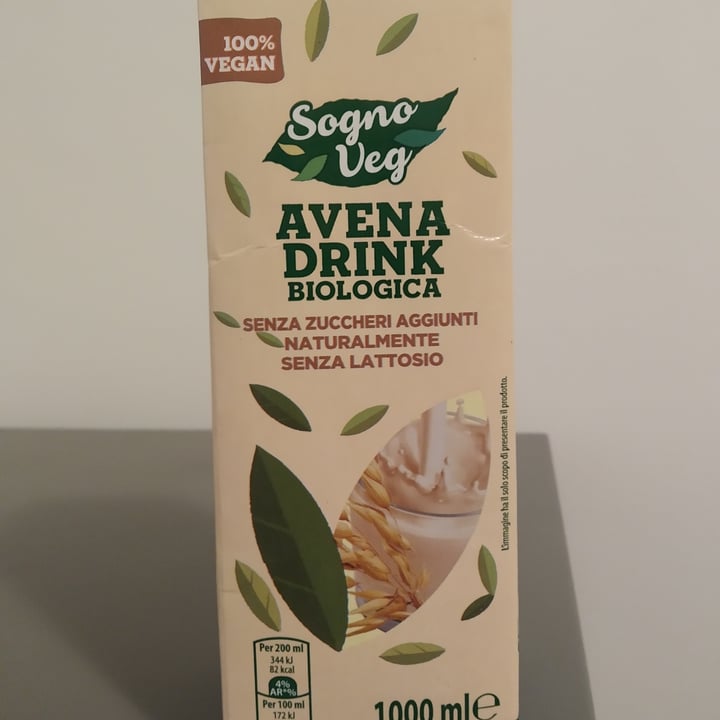 100%
VEGAN
Sogno
Veg
AVENA
DRINK
BIOLOGICA
SENZA ZUCCHERI AGGIUNTI
NATURALMENTE
SENZA LATTOSIO
L'immagine ha il solo scopo di presentare il prodotto.
Per 200 ml
344 kJ
82 kcal
4%
AR*%
Per 100 ml
172 kJ
1000 ml e